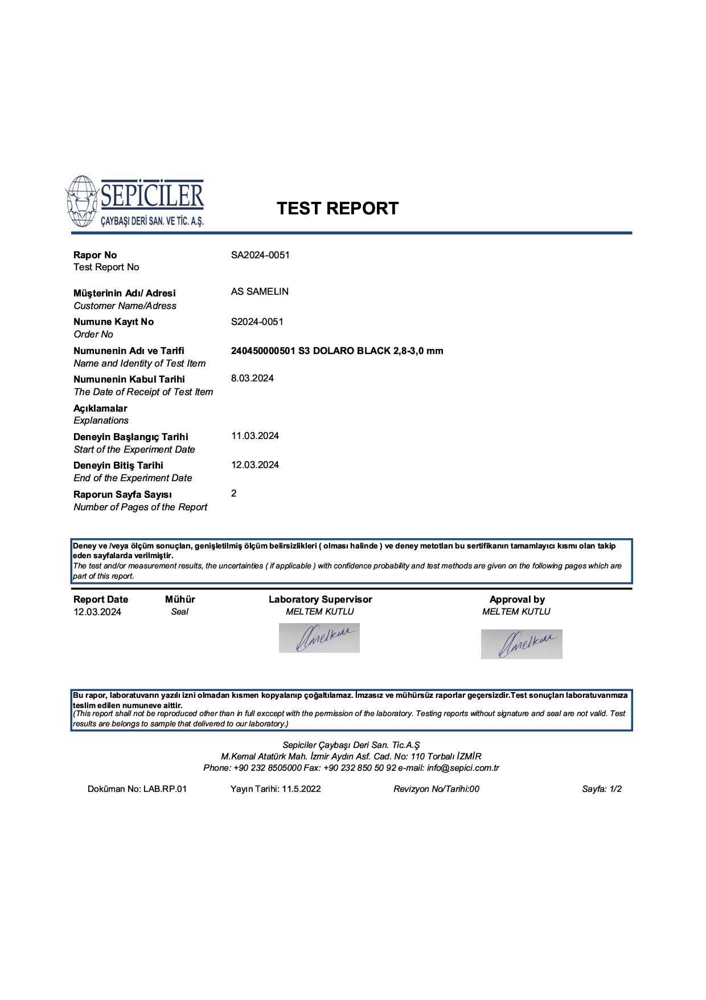 SEPİCİLER
ÇAYBAŞI DERİ SAN. VE TİC. A.Ş.
TEST REPORT
Rapor No SA2024-0051
Test Report No
Müşterinin Adı/ Adresi AS SAMELIN
Customer Name/Adress
Numune Kayıt No S2024-0051
Order No
Numunenin Adı ve Tarifi 240450000501 S3 DOLARO BLACK 2,8-3,0 mm
Name and Identity of Test Item
Numunenin Kabul Tarihi 8.03.2024
The Date of Receipt of Test Item
Açıklamalar
Explanations
Deneyin Başlangıç Tarihi 11.03.2024
Start of the Experiment Date
Deneyin Bitiş Tarihi 12.03.2024
End of the Experiment Date
Raporun Sayfa Sayısı 2
Number of Pages of the Report
Deney ve /veya ölçüm sonuçları, genişletilmiş ölçüm belirsizlikleri ( olması halinde ) ve deney metotları bu sertifikanın tamamlayıcı kısmı olan takip
eden sayfalarda verilmiştir.
The test and/or measurement results, the uncertainties ( if applicable ) with confidence probability and test methods are given on the following pages which are
part of this report.
Report Date Mühür Laboratory Supervisor Approval by
12.03.2024 Seal MELTEM KUTLU MELTEM KUTLU
Bu rapor, laboratuvarın yazılı izni olmadan kısmen kopyalanıp çoğaltılamaz. İmzasız ve mühürsüz raporlar geçersizdir.Test sonuçları laboratuvarımıza
teslim edilen numuneve aittir.
(This report shall not be reproduced other than in full exccept with the permission of the laboratory. Testing reports without signature and seal are not valid. Test
results are belongs to sample that delivered to our laboratory.)
Sepiciler Çaybaşı Deri San. Tic.A.Ş
M.Kemal Atatürk Mah. İzmir Aydın Asf. Cad. No: 110 Torbalı İZMİR
Phone: +90 232 8505000 Fax: +90 232 850 50 92 e-mail: info@sepici.com.tr
Doküman No: LAB.RP.01 Yayın Tarihi: 11.5.2022 Revizyon No/Tarihi:00 Sayfa: 1/2